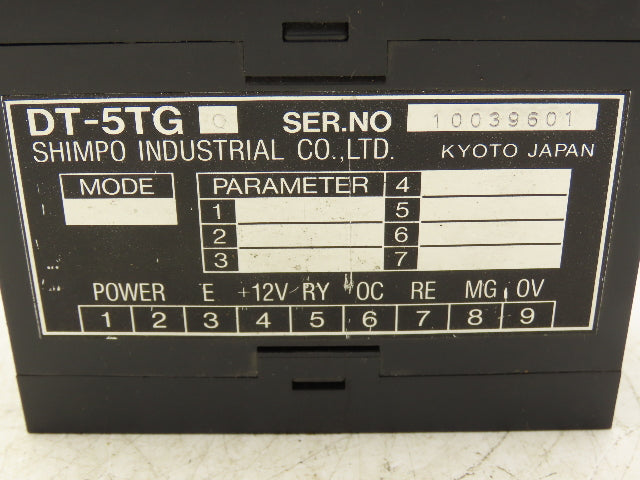 DT-5TG Q SER.NO 10039601
SHIMPO INDUSTRIAL CO.,LTD. KYOTO JAPAN
MODE PARAMETER 4
1 5
2 6
3 7
POWER E +12V RY OC RE MG OV
1 2 3 4 5 6 7 8 9